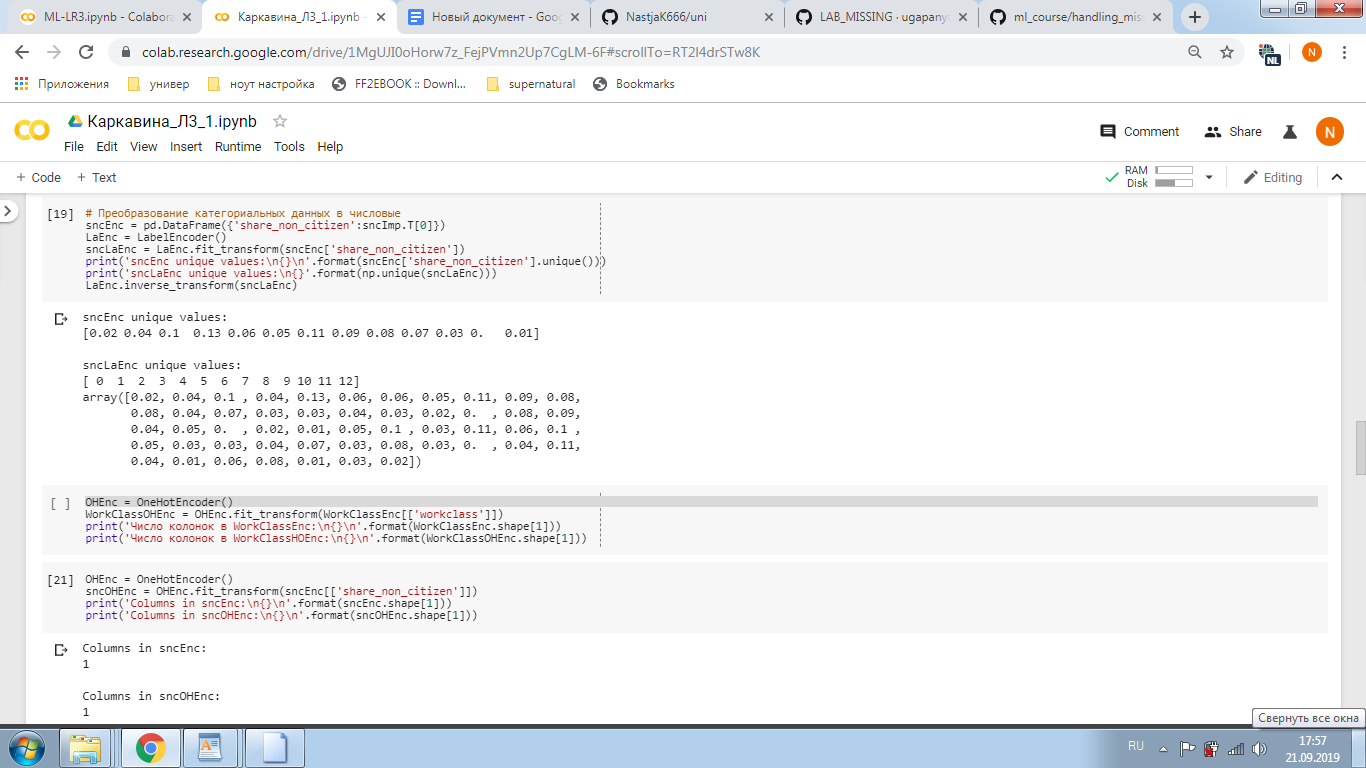 ML-LR3.ipynb - Colabora
Каркавина_Л3_1.ipynb -
Новый документ - Goog
NastjaK666/uni
LAB_MISSING · ugapanyu
ml_course/handling_mis
colab.research.google.com/drive/1MgUJI0oHorw7z_FejPVmn2Up7CgLM-6F#scrollTo=RT2I4drSTw8K
NL
N
Приложения
универ
ноут настройка
FF2EBOOK :: Downl...
supernatural
Bookmarks
Каркавина_Л3_1.ipynb
Comment
Share
N
File Edit View Insert Runtime Tools Help
+ Code + Text
RAM
Disk
Editing
[19] # Преобразование категориальных данных в числовые
sncEnc = pd.DataFrame({'share_non_citizen':sncImp.T[0]})
LaEnc = LabelEncoder()
sncLaEnc = LaEnc.fit_transform(sncEnc['share_non_citizen'])
print('sncEnc unique values:\n{}\n'.format(sncEnc['share_non_citizen'].unique()))
print('sncLaEnc unique values:\n{}'.format(np.unique(sncLaEnc)))
LaEnc.inverse_transform(sncLaEnc)
sncEnc unique values:
[0.02 0.04 0.1  0.13 0.06 0.05 0.11 0.09 0.08 0.07 0.03 0.   0.01]
sncLaEnc unique values:
[ 0  1  2  3  4  5  6  7  8  9 10 11 12]
array([0.02, 0.04, 0.1 , 0.04, 0.13, 0.06, 0.06, 0.05, 0.11, 0.09, 0.08,
0.08, 0.04, 0.07, 0.03, 0.03, 0.04, 0.03, 0.02, 0.  , 0.08, 0.09,
0.04, 0.05, 0.  , 0.02, 0.01, 0.05, 0.1 , 0.03, 0.11, 0.06, 0.1 ,
0.05, 0.03, 0.03, 0.04, 0.07, 0.03, 0.08, 0.03, 0.  , 0.04, 0.11,
0.04, 0.01, 0.06, 0.08, 0.01, 0.03, 0.02])
[ ] OHEnc = OneHotEncoder()
WorkClassOHEnc = OHEnc.fit_transform(WorkClassEnc[['workclass']])
print('Число колонок в WorkClassEnc:\n{}\n'.format(WorkClassEnc.shape[1]))
print('Число колонок в WorkClassHOEnc:\n{}\n'.format(WorkClassOHEnc.shape[1]))
[21] OHEnc = OneHotEncoder()
sncOHEnc = OHEnc.fit_transform(sncEnc[['share_non_citizen']])
print('Columns in sncEnc:\n{}\n'.format(sncEnc.shape[1]))
print('Columns in sncOHEnc:\n{}\n'.format(sncOHEnc.shape[1]))
Columns in sncEnc:
1
Columns in sncOHEnc:
1
Свернуть все окна
RU
17:57
21.09.2019